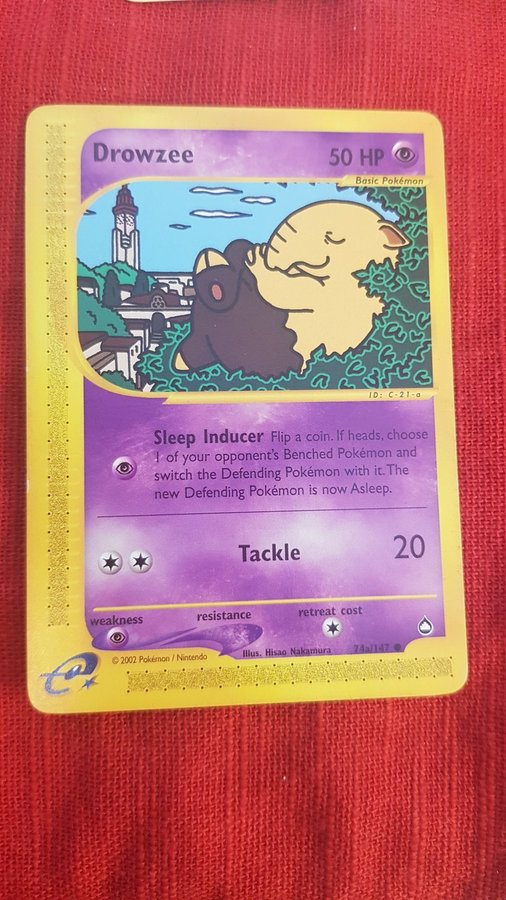 Drowzee 50 HP
Basic Pokémon
ID: C-21-a
Sleep Inducer Flip a coin. If heads, choose
1 of your opponent's Benched Pokémon and
switch the Defending Pokémon with it. The
new Defending Pokémon is now Asleep.
Tackle 20
weakness resistance retreat cost
© 2002 Pokémon / Nintendo Illus. Hisao Nakamura 74a/147
e